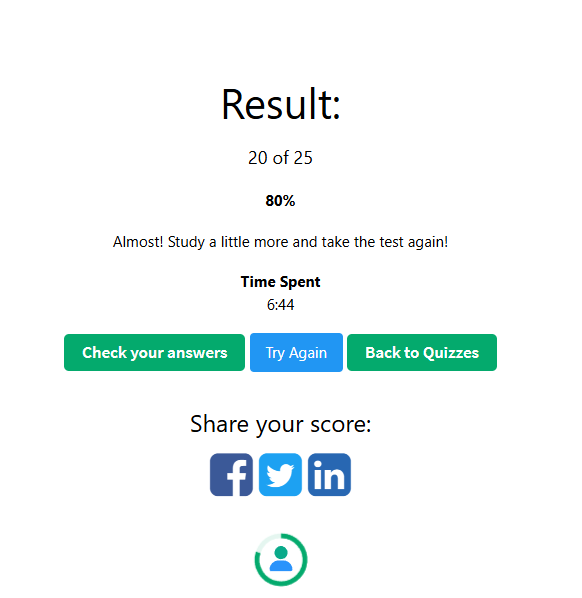 Result:
20 of 25
80%
Almost! Study a little more and take the test again!
Time Spent
6:44
Check your answers Try Again Back to Quizzes
Share your score: